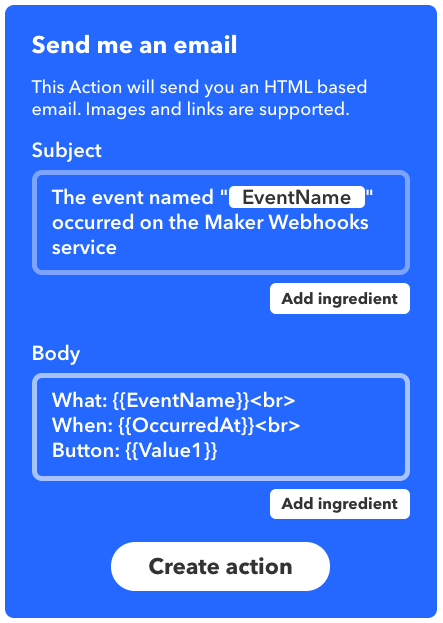 Send me an email
This Action will send you an HTML based
email. Images and links are supported.
Subject
The event named " EventName "
occurred on the Maker Webhooks
service
Add ingredient
Body
What: {{EventName}}<br>
When: {{OccurredAt}}<br>
Button: {{Value1}}
Add ingredient
Create action